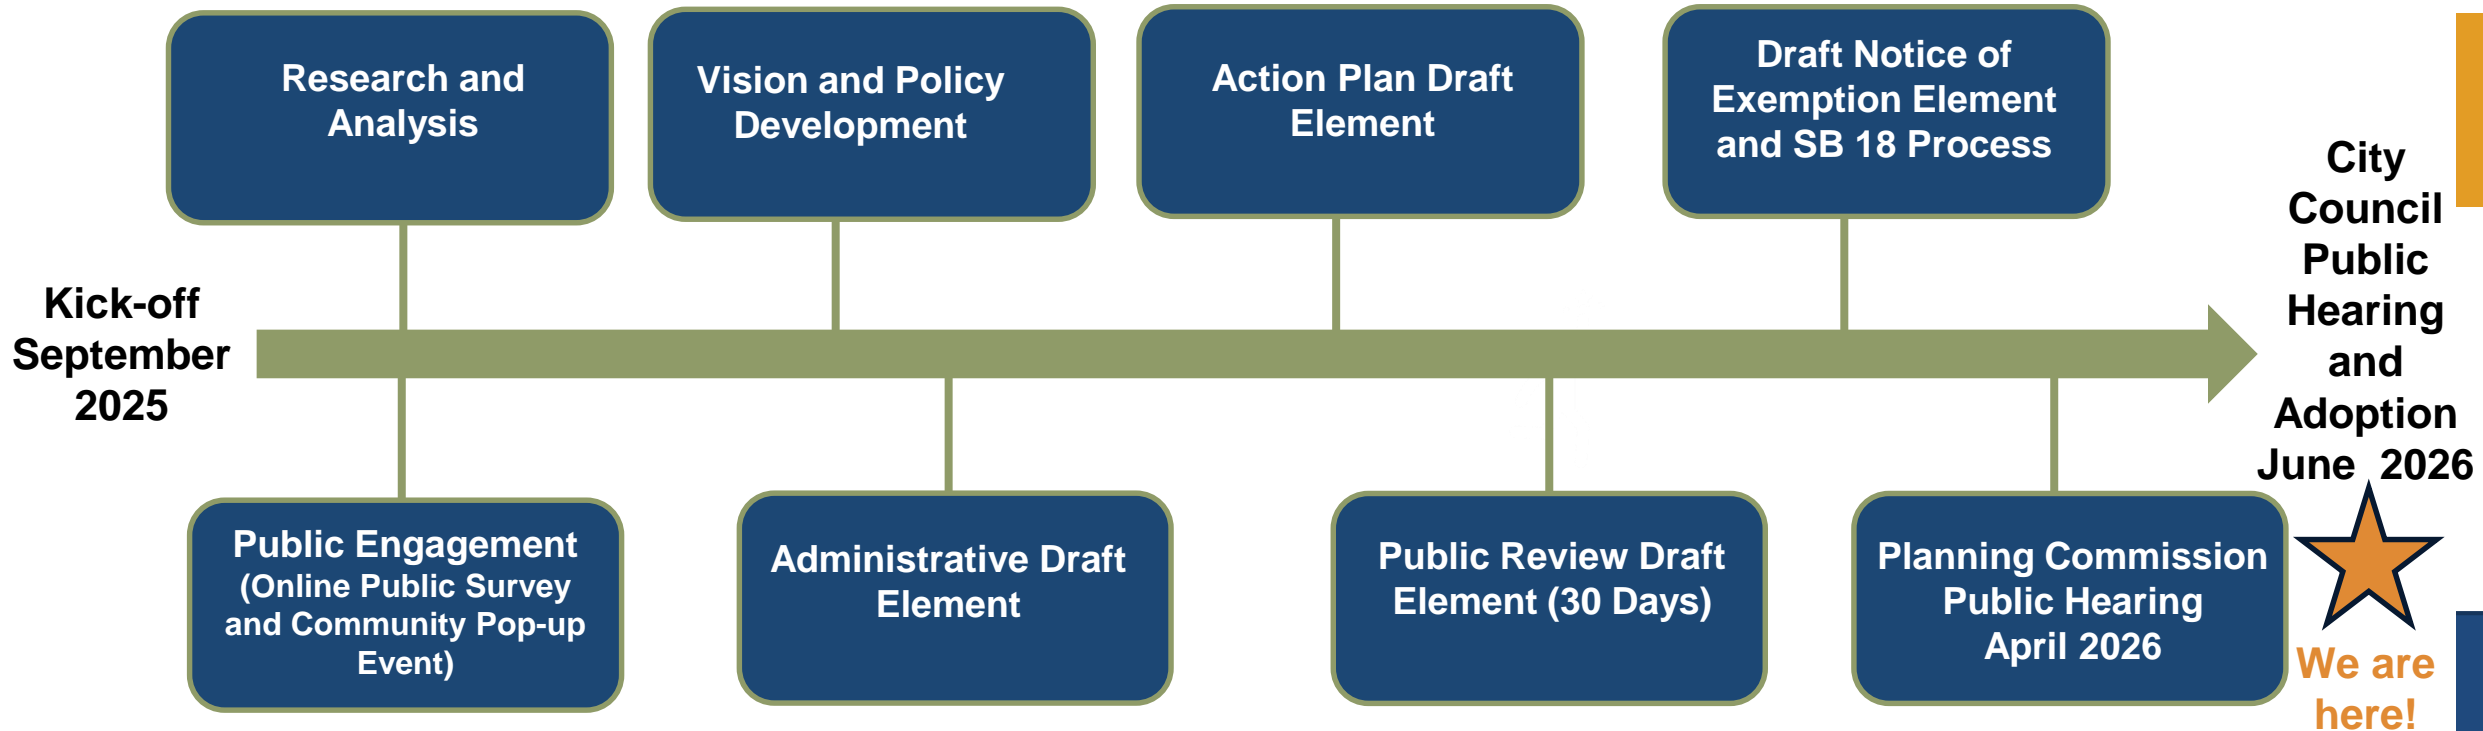 Research and
Analysis
Vision and Policy
Development
Action Plan Draft
Element
Draft Notice of
Exemption Element
and SB 18 Process
Kick-off
September
2025
City
Council
Public
Hearing
and
Adoption
June 2026
Public Engagement
(Online Public Survey
and Community Pop-up
Event)
Administrative Draft
Element
Public Review Draft
Element (30 Days)
Planning Commission
Public Hearing
April 2026
We are
here!